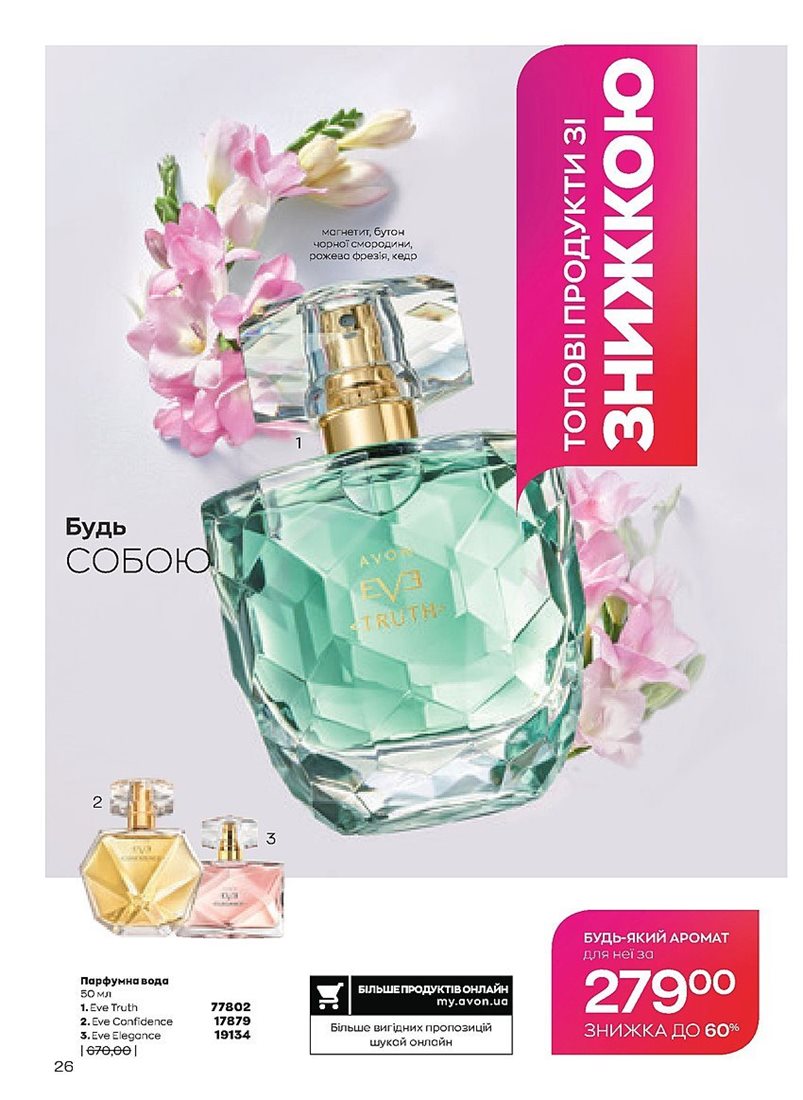 ТОПОВІ ПРОДУКТИ ЗІ
ЗНИЖКОЮ
магнетит, бутон
чорної смородини,
рожева фрезія, кедр
1
Будь
СОБОЮ
AVON
EVE
<TRUTH>
2
3
EVE
EVE
Парфумна вода
50 мл
1. Eve Truth 77802
2. Eve Confidence 17879
3. Eve Elegance 19134
| 670,00 |
БІЛЬШЕ ПРОДУКТІВ ОНЛАЙН
my.avon.ua
Більше вигідних пропозицій
шукай онлайн
БУДЬ-ЯКИЙ АРОМАТ
для неї за
279⁰⁰
ЗНИЖКА ДО 60%
26